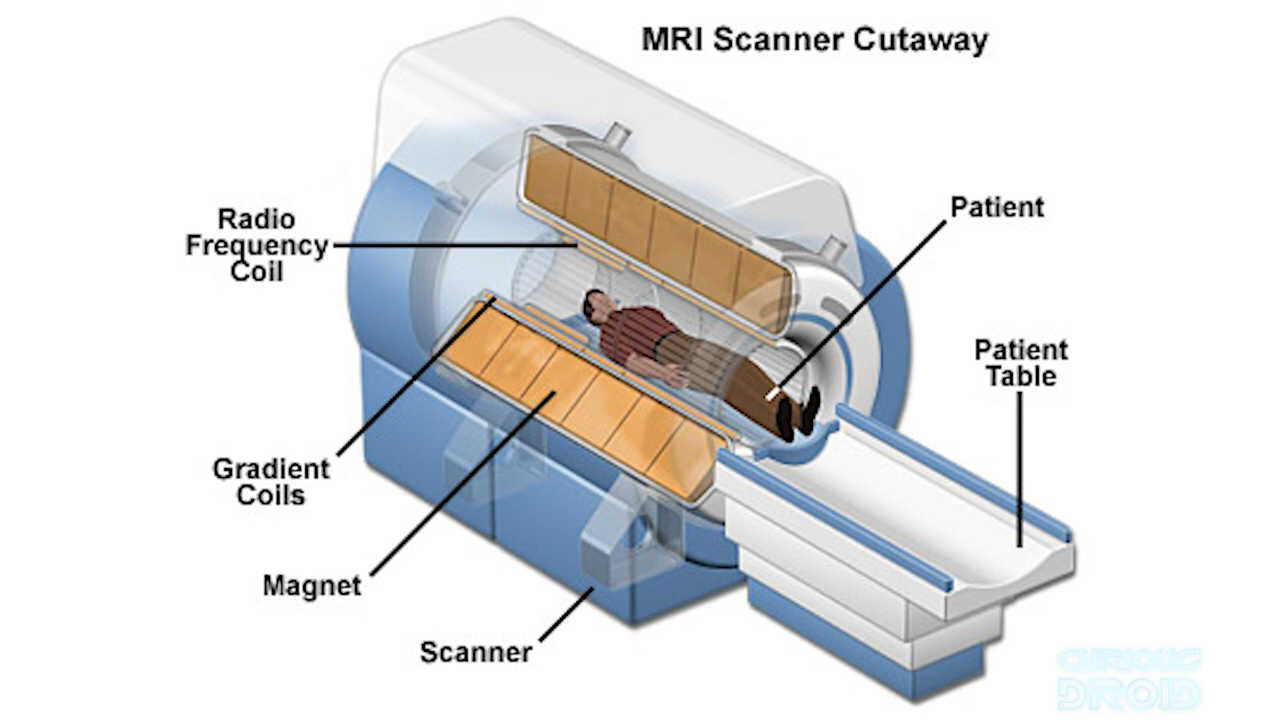 MRI Scanner Cutaway
Radio
Frequency
Coil
Patient
Patient
Table
Gradient
Coils
Magnet
Scanner
CURIOUS
DROID